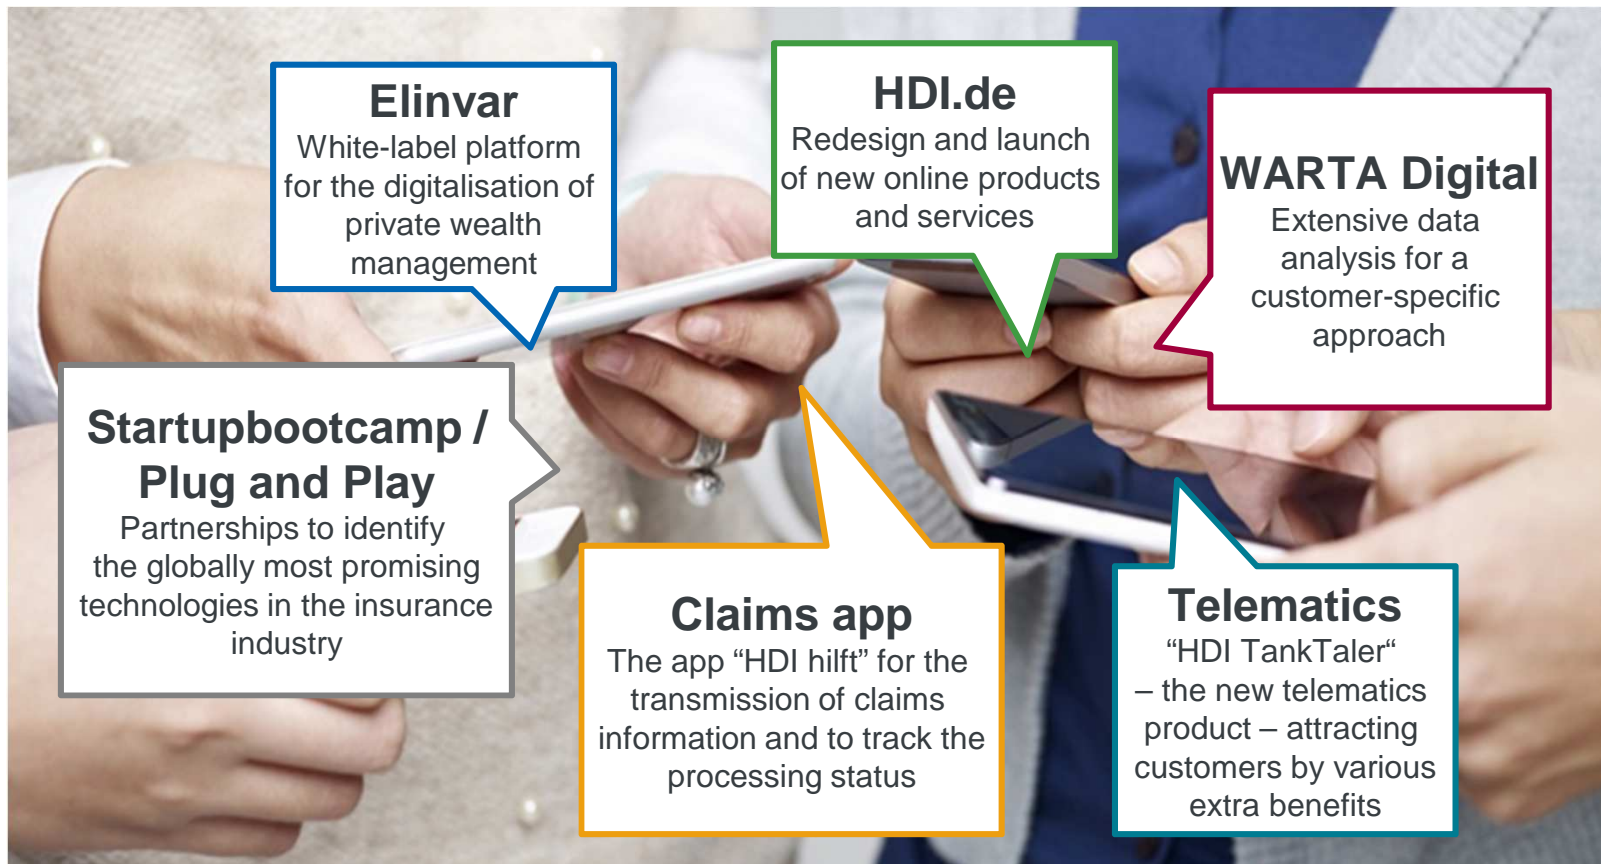 Elinvar
White-label platform
for the digitalisation of
private wealth
management
HDI.de
Redesign and launch
of new online products
and services
WARTA Digital
Extensive data
analysis for a
customer-specific
approach
Startupbootcamp /
Plug and Play
Partnerships to identify
the globally most promising
technologies in the insurance
industry
Claims app
The app “HDI hilft” for the
transmission of claims
information and to track the
processing status
Telematics
“HDI TankTaler“
– the new telematics
product – attracting
customers by various
extra benefits